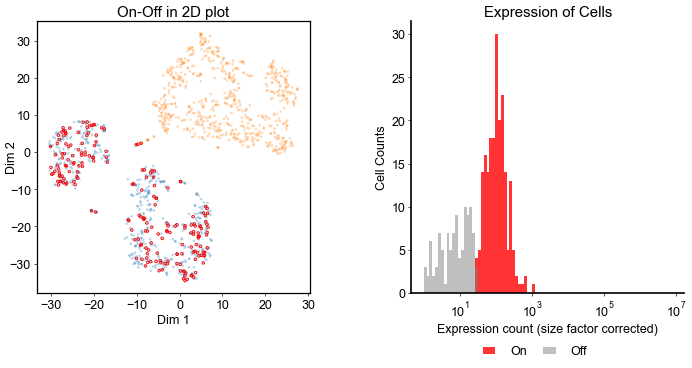 On-Off in 2D plot
30
20
10
0
−10
−20
−30
Dim 2
−30 −20 −10 0 10 20 30
Dim 1
Expression of Cells
30
25
20
15
10
5
0
Cell Counts
10^1 10^3 10^5 10^7
Expression count (size factor corrected)
On Off